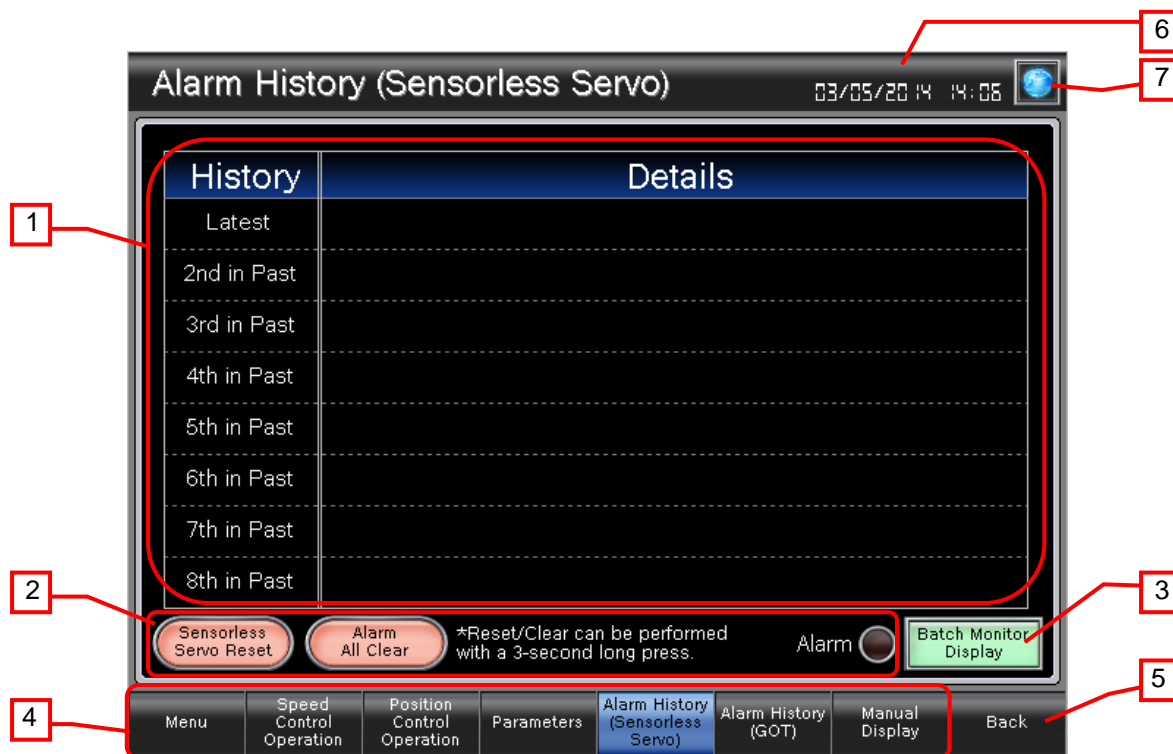 6
Alarm History (Sensorless Servo)
03/05/2014 14:06
7
History Details
1
Latest
2nd in Past
3rd in Past
4th in Past
5th in Past
6th in Past
7th in Past
8th in Past
2
3
Sensorless
Servo Reset
Alarm
All Clear
*Reset/Clear can be performed
with a 3-second long press.
Alarm
Batch Monitor
Display
4
5
Menu
Speed
Control
Operation
Position
Control
Operation
Parameters
Alarm History
(Sensorless
Servo)
Alarm History
(GOT)
Manual
Display
Back